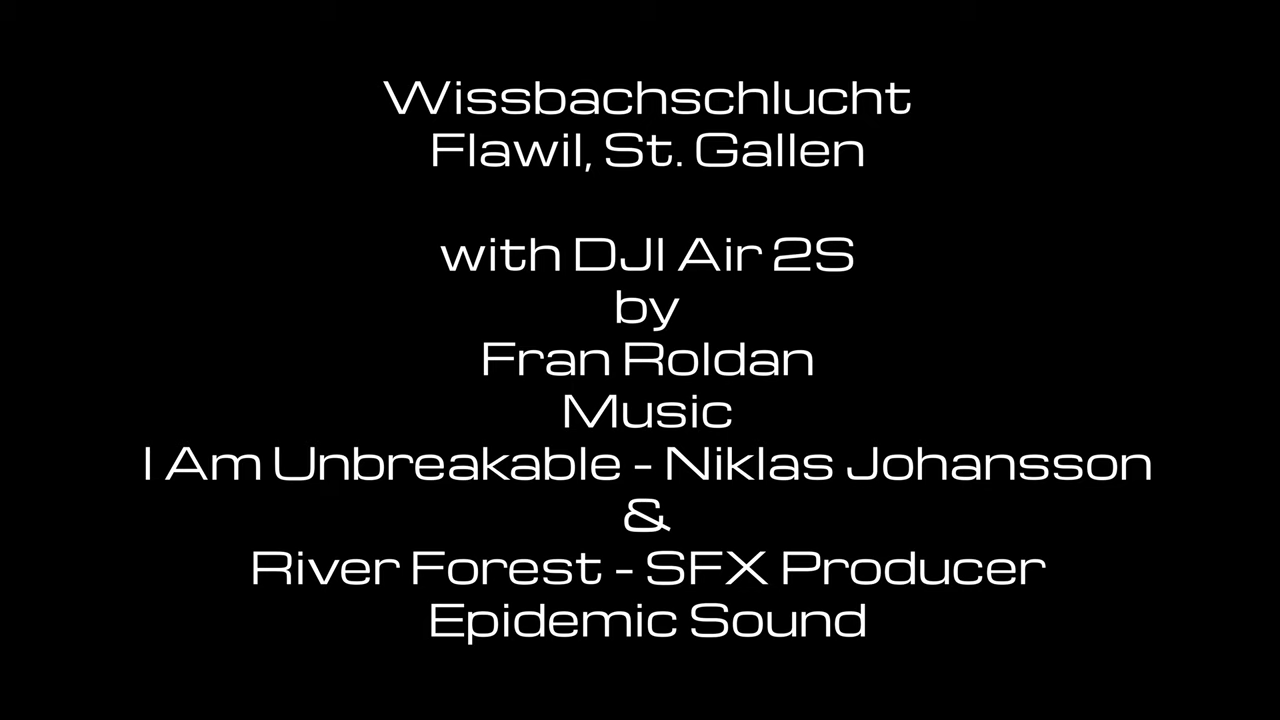 Wissbachschlucht
Flawil, St. Gallen
with DJI Air 2S
by
Fran Roldan
Music
I Am Unbreakable - Niklas Johansson
&
River Forest - SFX Producer
Epidemic Sound